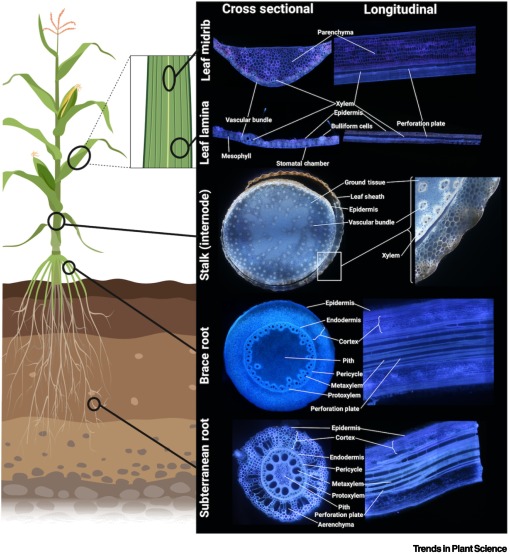 Cross sectional
Longitudinal
Leaf midrib
Parenchyma
Vascular bundle
Xylem
Perforation plate
Leaf lamina
Epidermis
Bulliform cells
Mesophyll
Stomatal chamber
Stalk (internode)
Ground tissue
Leaf sheath
Epidermis
Vascular bundle
Xylem
Brace root
Epidermis
Endodermis
Cortex
Pith
Pericycle
Metaxylem
Protoxylem
Perforation plate
Subterranean root
Epidermis
Cortex
Endodermis
Pericycle
Metaxylem
Protoxylem
Pith
Perforation plate
Aerenchyma
Trends in Plant Science